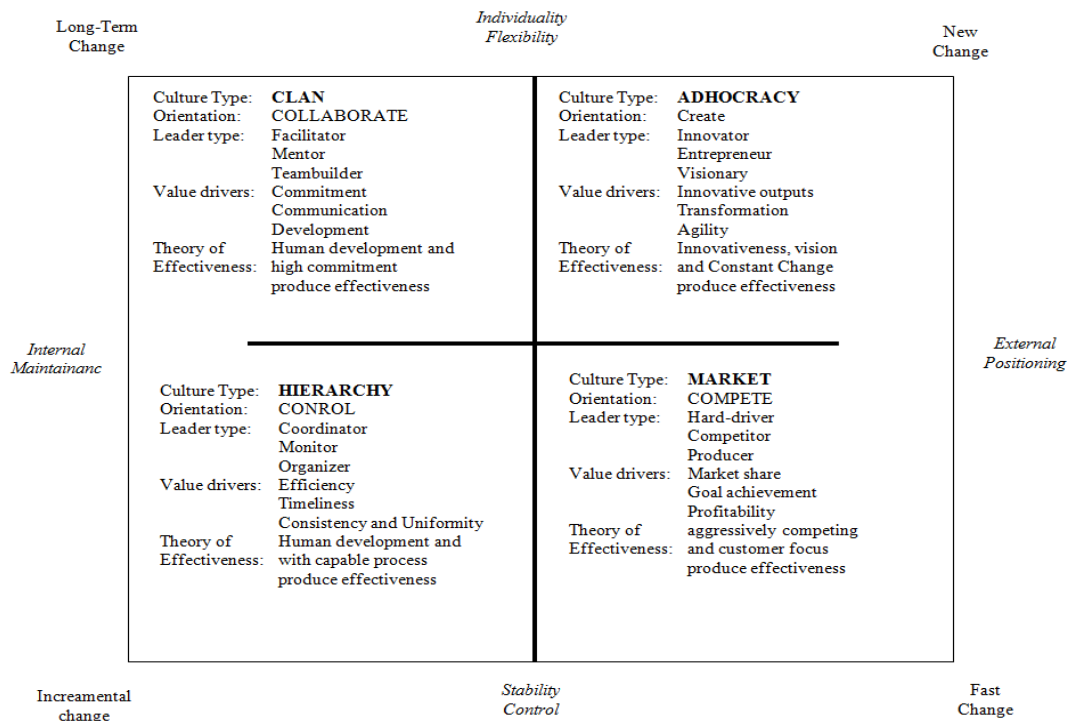 Individuality
Flexibility
Long-Term
Change
New
Change
Culture Type: CLAN
Orientation: COLLABORATE
Leader type: Facilitator
Mentor
Teambuilder
Value drivers: Commitment
Communication
Development
Theory of Human development and
Effectiveness: high commitment
produce effectiveness
Culture Type: ADHOCRACY
Orientation: Create
Leader type: Innovator
Entrepreneur
Visionary
Value drivers: Innovative outputs
Transformation
Agility
Theory of Innovativeness, vision
Effectiveness: and Constant Change
produce effectiveness
Internal
Maintainanc
External
Positioning
Culture Type: HIERARCHY
Orientation: CONROL
Leader type: Coordinator
Monitor
Organizer
Value drivers: Efficiency
Timeliness
Consistency and Uniformity
Theory of Human development and
Effectiveness: with capable process
produce effectiveness
Culture Type: MARKET
Orientation: COMPETE
Leader type: Hard-driver
Competitor
Producer
Value drivers: Market share
Goal achievement
Profitability
Theory of aggressively competing
Effectiveness: and customer focus
produce effectiveness
Increamental
change
Stability
Control
Fast
Change